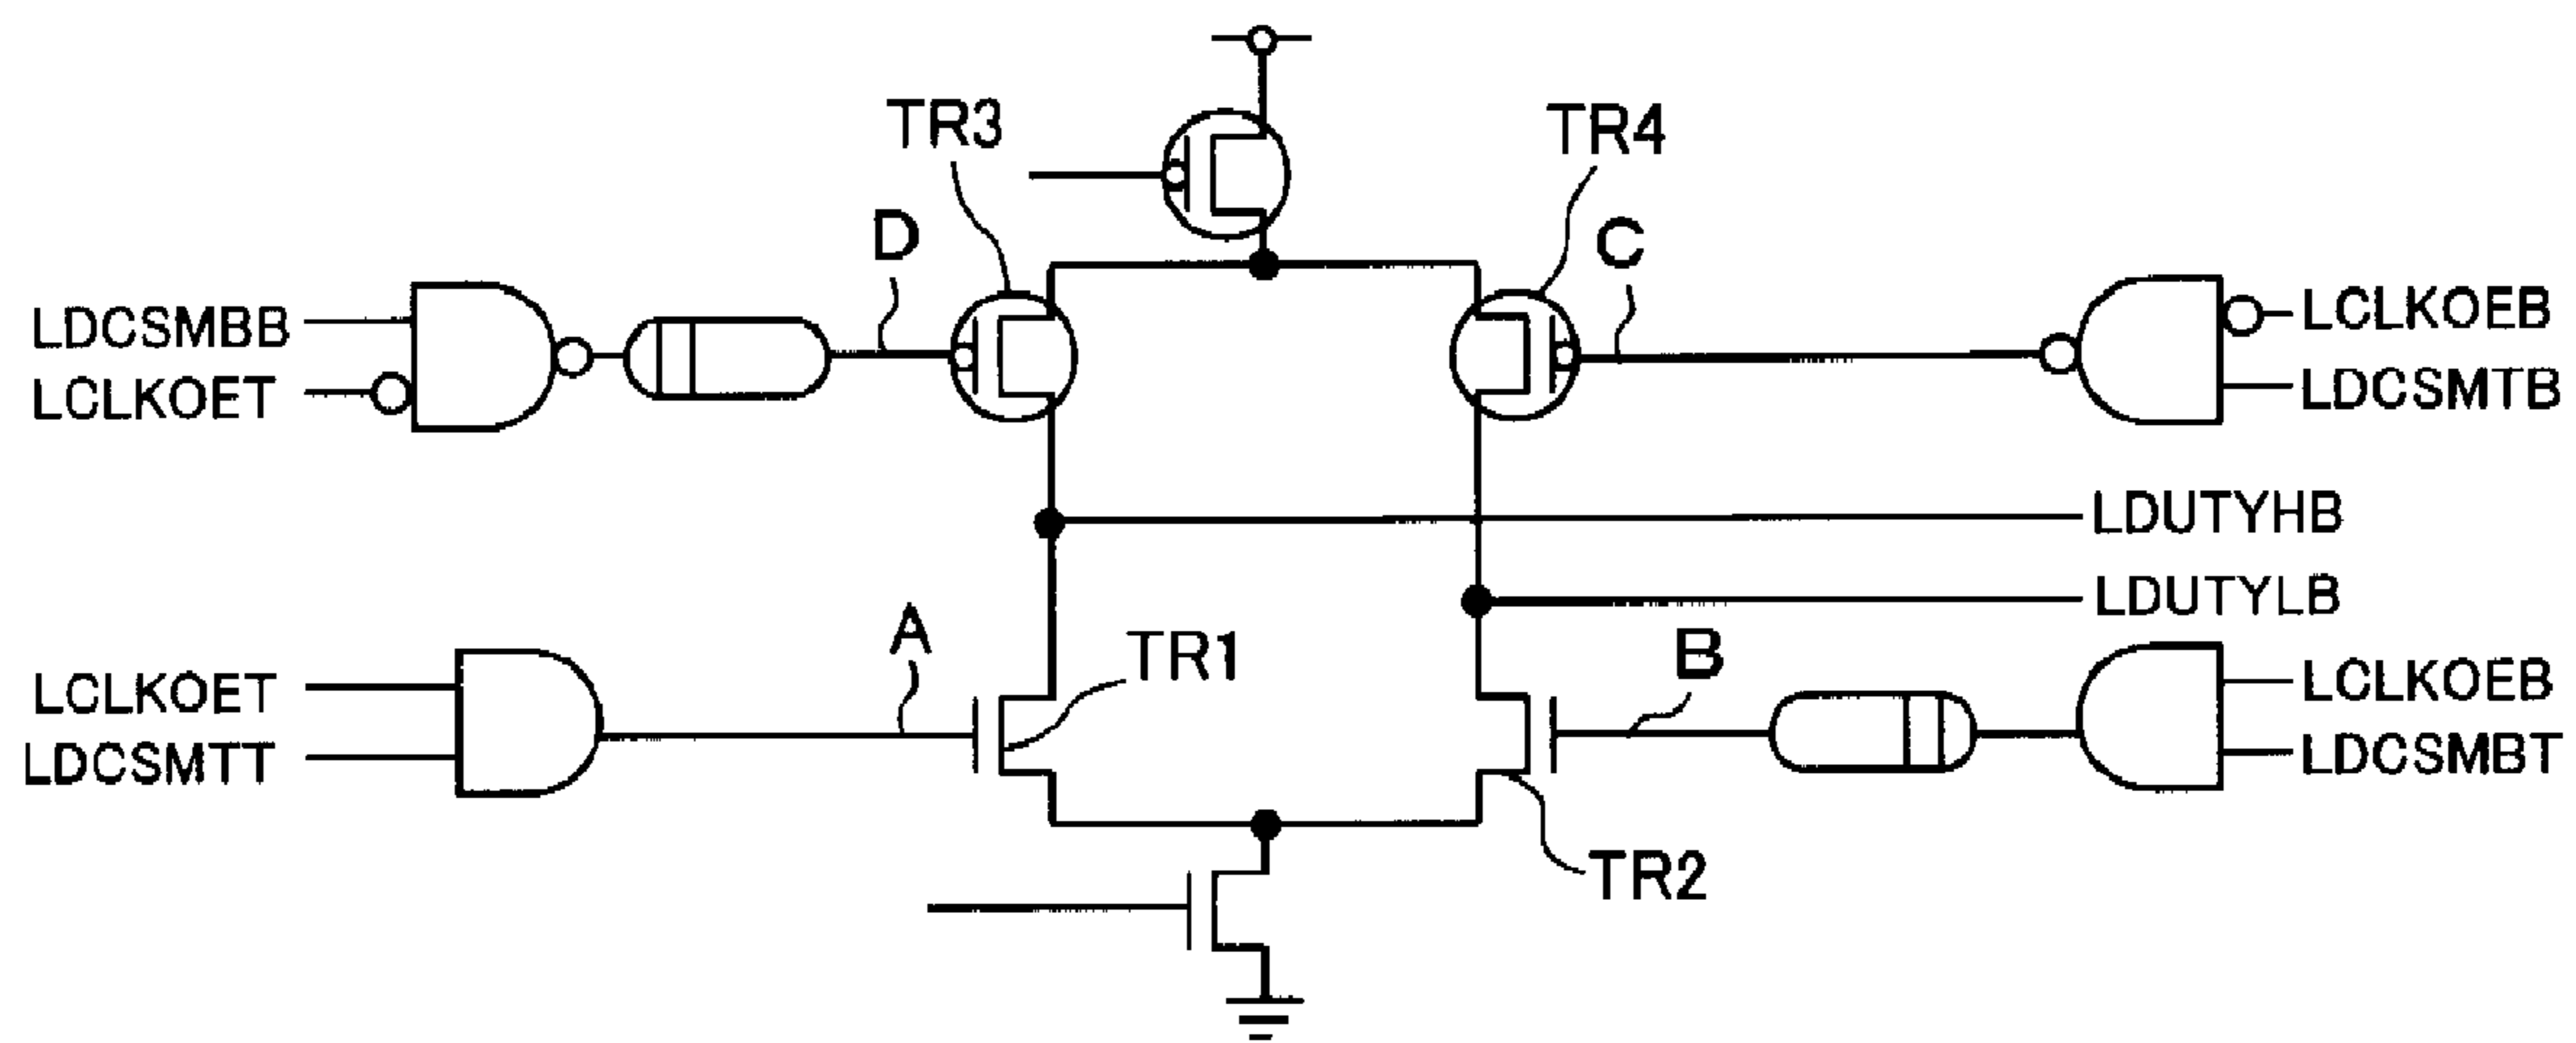 TR3
TR4
D
C
LDCSMBB
LCLKOET
LCLKOEB
LDCSMTB
LDUTYHB
LDUTYLB
A
TR1
B
LCLKOET
LDCSMTT
LCLKOEB
LDCSMBT
TR2